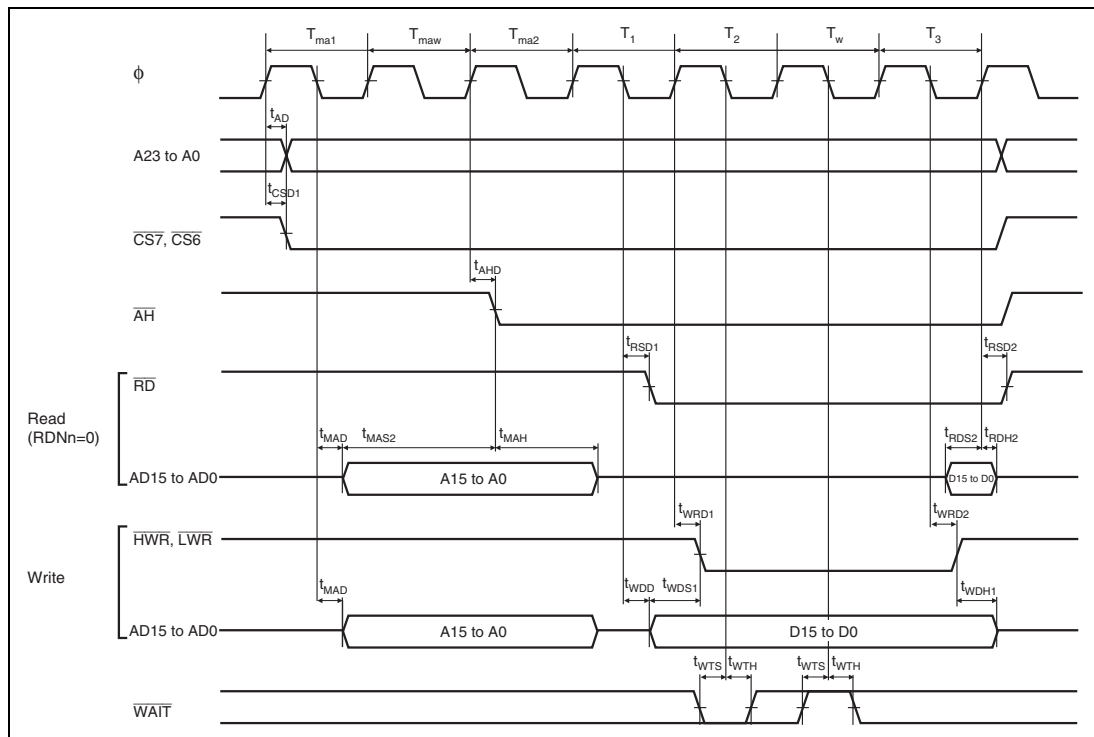 Tma1 Tmaw Tma2 T1 T2 Tw T3
ϕ
tAD
A23 to A0
tCSD1
CS7, CS6
tAHD
AH
tRSD1 tRSD2
RD
Read
(RDNn=0)
tMAD tMAS2 tMAH tRDS2 tRDH2
AD15 to AD0 A15 to A0 D15 to D0
tWRD1 tWRD2
HWR, LWR
Write
tMAD tWDD tWDS1 tWDH1
AD15 to AD0 A15 to A0 D15 to D0
tWTS tWTH tWTS tWTH
WAIT